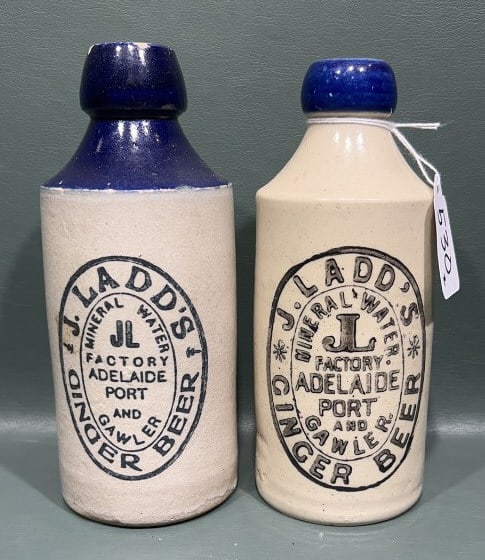 J. LADD'S
MINERAL WATER
JL
FACTORY
ADELAIDE
PORT
AND
GAWLER
GINGER BEER
J. LADD'S
MINERAL WATER.
JL
FACTORY
ADELAIDE
PORT
AND
GAWLER.
GINGER BEER
530.